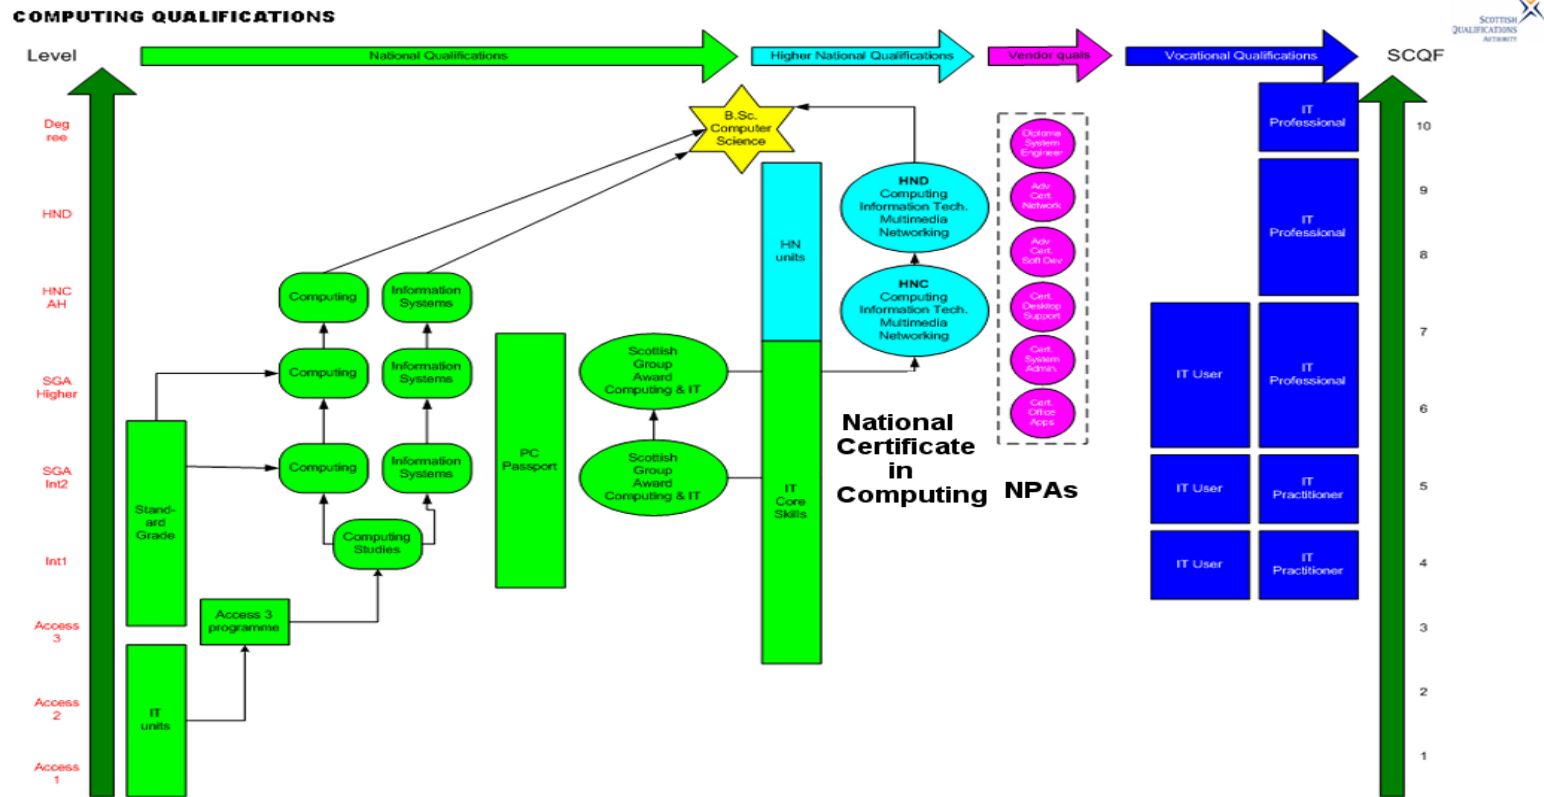 COMPUTING QUALIFICATIONS
SCOTTISH
QUALIFICATIONS
AUTHORITY
Level
National Qualifications
Higher National Qualifications
Vendor quals
Vocational Qualifications
SCQF
Deg
ree
HND
HNC
AH
SGA
Higher
SGA
Int2
Int1
Access
3
Access
2
Access
1
Stand-
ard
Grade
IT
units
Access 3
programme
Computing
Information
Systems
Computing
Information
Systems
Computing
Information
Systems
Computing
Studies
PC
Passport
B.Sc.
Computer
Science
Scottish
Group
Award
Computing & IT
Scottish
Group
Award
Computing & IT
HN
units
IT
Core
Skills
HND
Computing
Information Tech.
Multimedia
Networking
HNC
Computing
Information Tech.
Multimedia
Networking
National
Certificate
in
Computing
Diploma
System
Engineer
Adv
Cert.
Network
Adv
Cert.
Soft Dev
Cert.
Desktop
Support
Cert.
System
Admin.
Cert.
Office
Apps
NPAs
IT
Professional
IT
Professional
IT User
IT
Professional
IT User
IT
Practitioner
IT User
IT
Practitioner
10
9
8
7
6
5
4
3
2
1